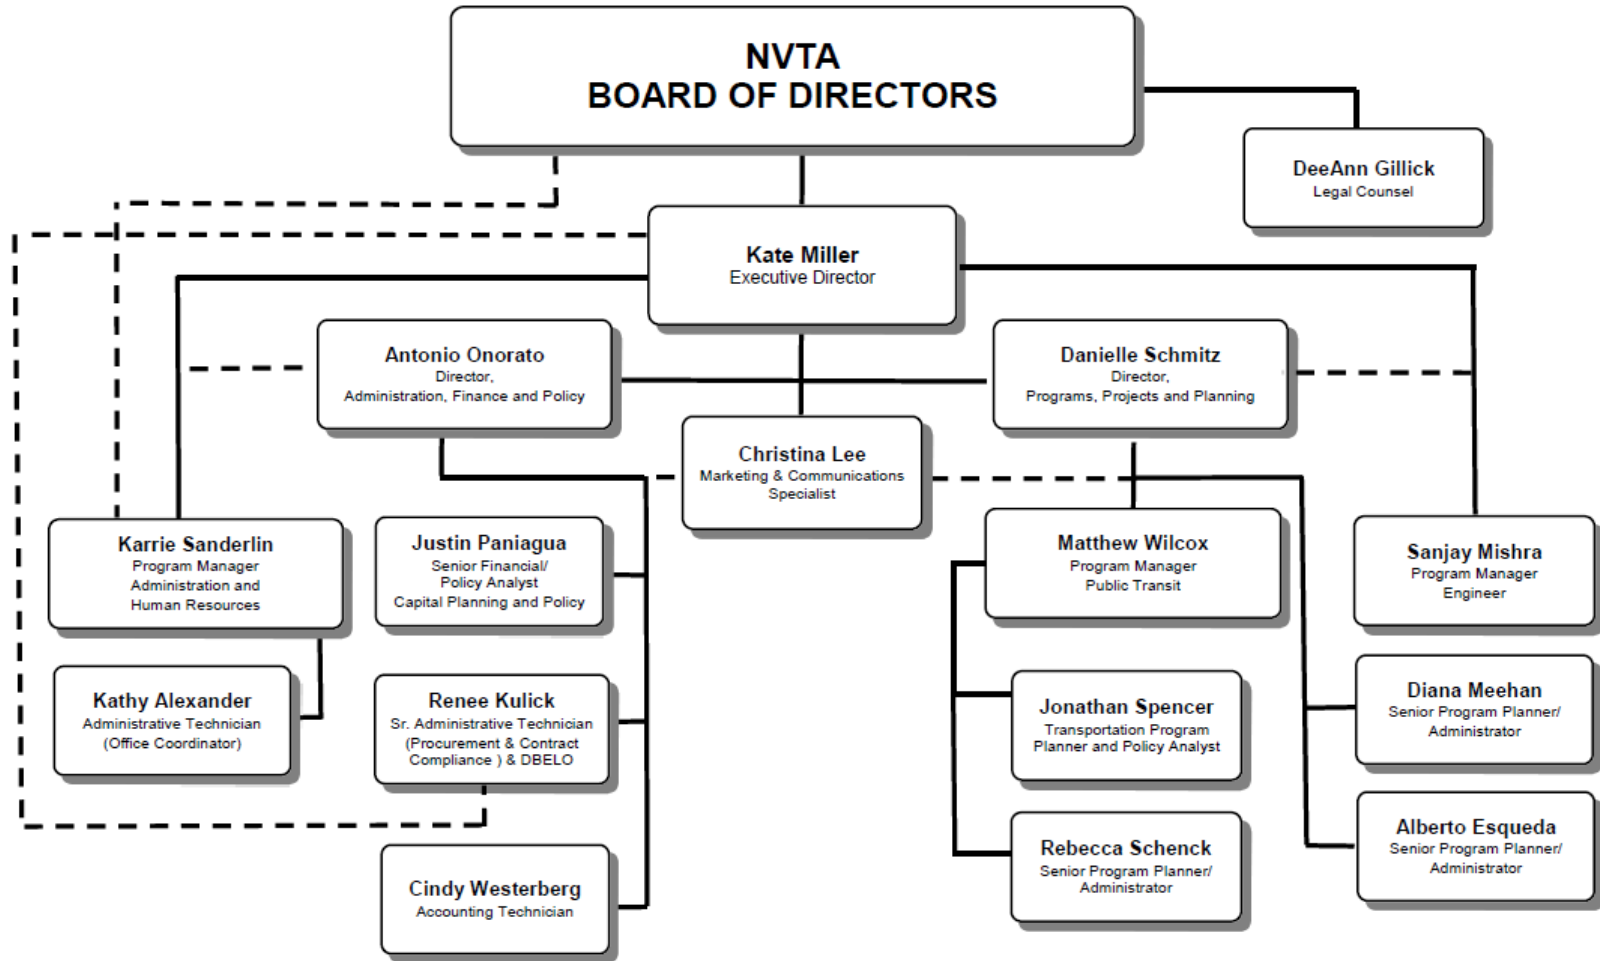 NVTA
BOARD OF DIRECTORS
DeeAnn Gillick
Legal Counsel
Kate Miller
Executive Director
Antonio Onorato
Director,
Administration, Finance and Policy
Danielle Schmitz
Director,
Programs, Projects and Planning
Christina Lee
Marketing & Communications
Specialist
Karrie Sanderlin
Program Manager
Administration and
Human Resources
Justin Paniagua
Senior Financial/
Policy Analyst
Capital Planning and Policy
Matthew Wilcox
Program Manager
Public Transit
Sanjay Mishra
Program Manager
Engineer
Kathy Alexander
Administrative Technician
(Office Coordinator)
Renee Kulick
Sr. Administrative Technician
(Procurement & Contract
Compliance ) & DBELO
Jonathan Spencer
Transportation Program
Planner and Policy Analyst
Diana Meehan
Senior Program Planner/
Administrator
Cindy Westerberg
Accounting Technician
Rebecca Schenck
Senior Program Planner/
Administrator
Alberto Esqueda
Senior Program Planner/
Administrator